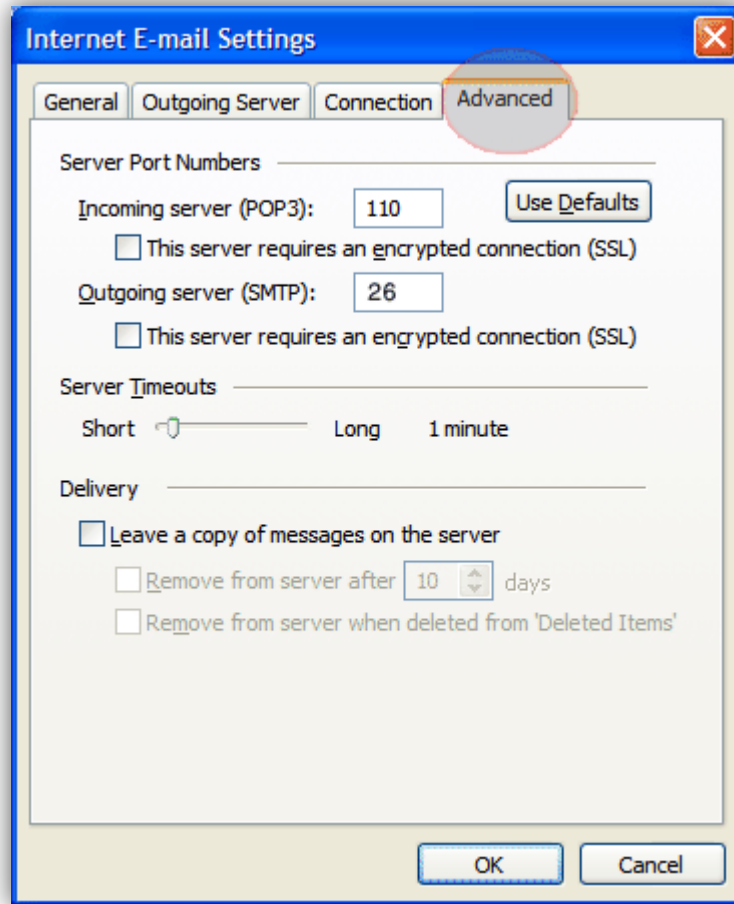 Internet E-mail Settings
General Outgoing Server Connection Advanced
Server Port Numbers
Incoming server (POP3): 110 Use Defaults
This server requires an encrypted connection (SSL)
Outgoing server (SMTP): 26
This server requires an encrypted connection (SSL)
Server Timeouts
Short Long 1 minute
Delivery
Leave a copy of messages on the server
Remove from server after 10 days
Remove from server when deleted from 'Deleted Items'
OK Cancel